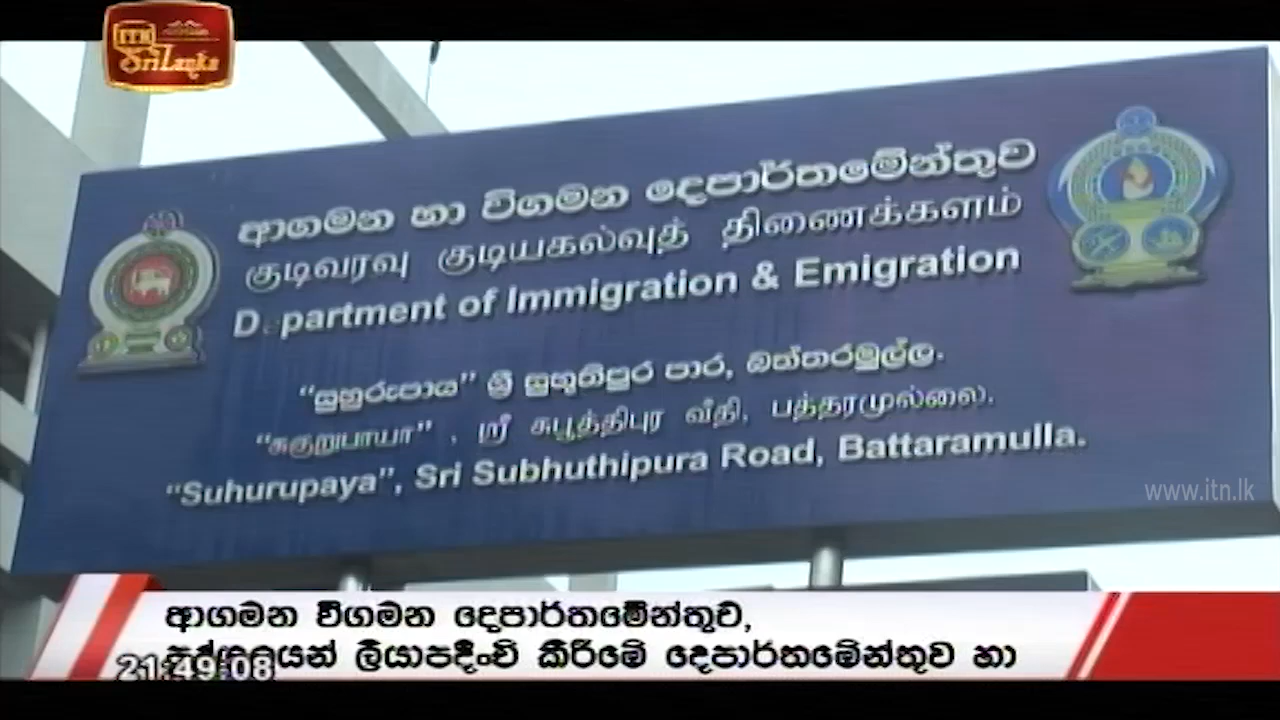 ITN
Sri Lanka
ආගමන හා විගමන දෙපාර්තමේන්තුව
குடிவரவு குடியகல்வுத் திணைக்களம்
Department of Immigration & Emigration
“සුහුරුපාය” ශ්‍රී සුභුතිපුර පාර, බත්තරමුල්ල.
“சுகுறுபாயா” , ஸ்ரீ சுபூத்திபுர வீதி, பத்தரமுல்லை.
“Suhurupaya”, Sri Subhuthipura Road, Battaramulla.
www.itn.lk
ආගමන විගමන දෙපාර්තමේන්තුව,
ලියාපදිංචි කිරීමේ දෙපාර්තමේන්තුව හා
21:49:08